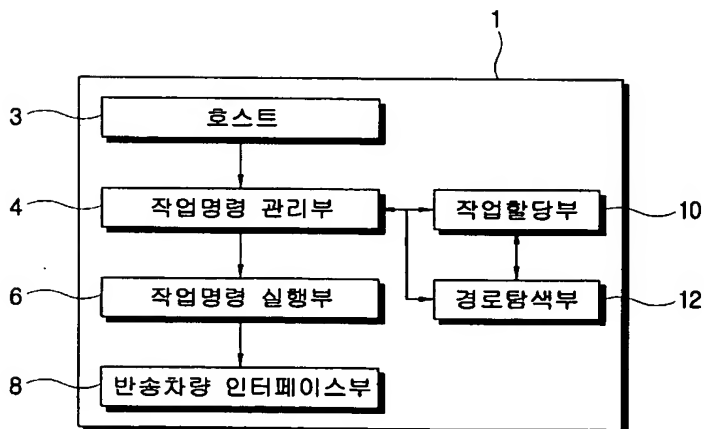 1
3
호스트
4
작업명령 관리부
작업할당부
10
6
작업명령 실행부
경로탐색부
12
8
반송차량 인터페이스부